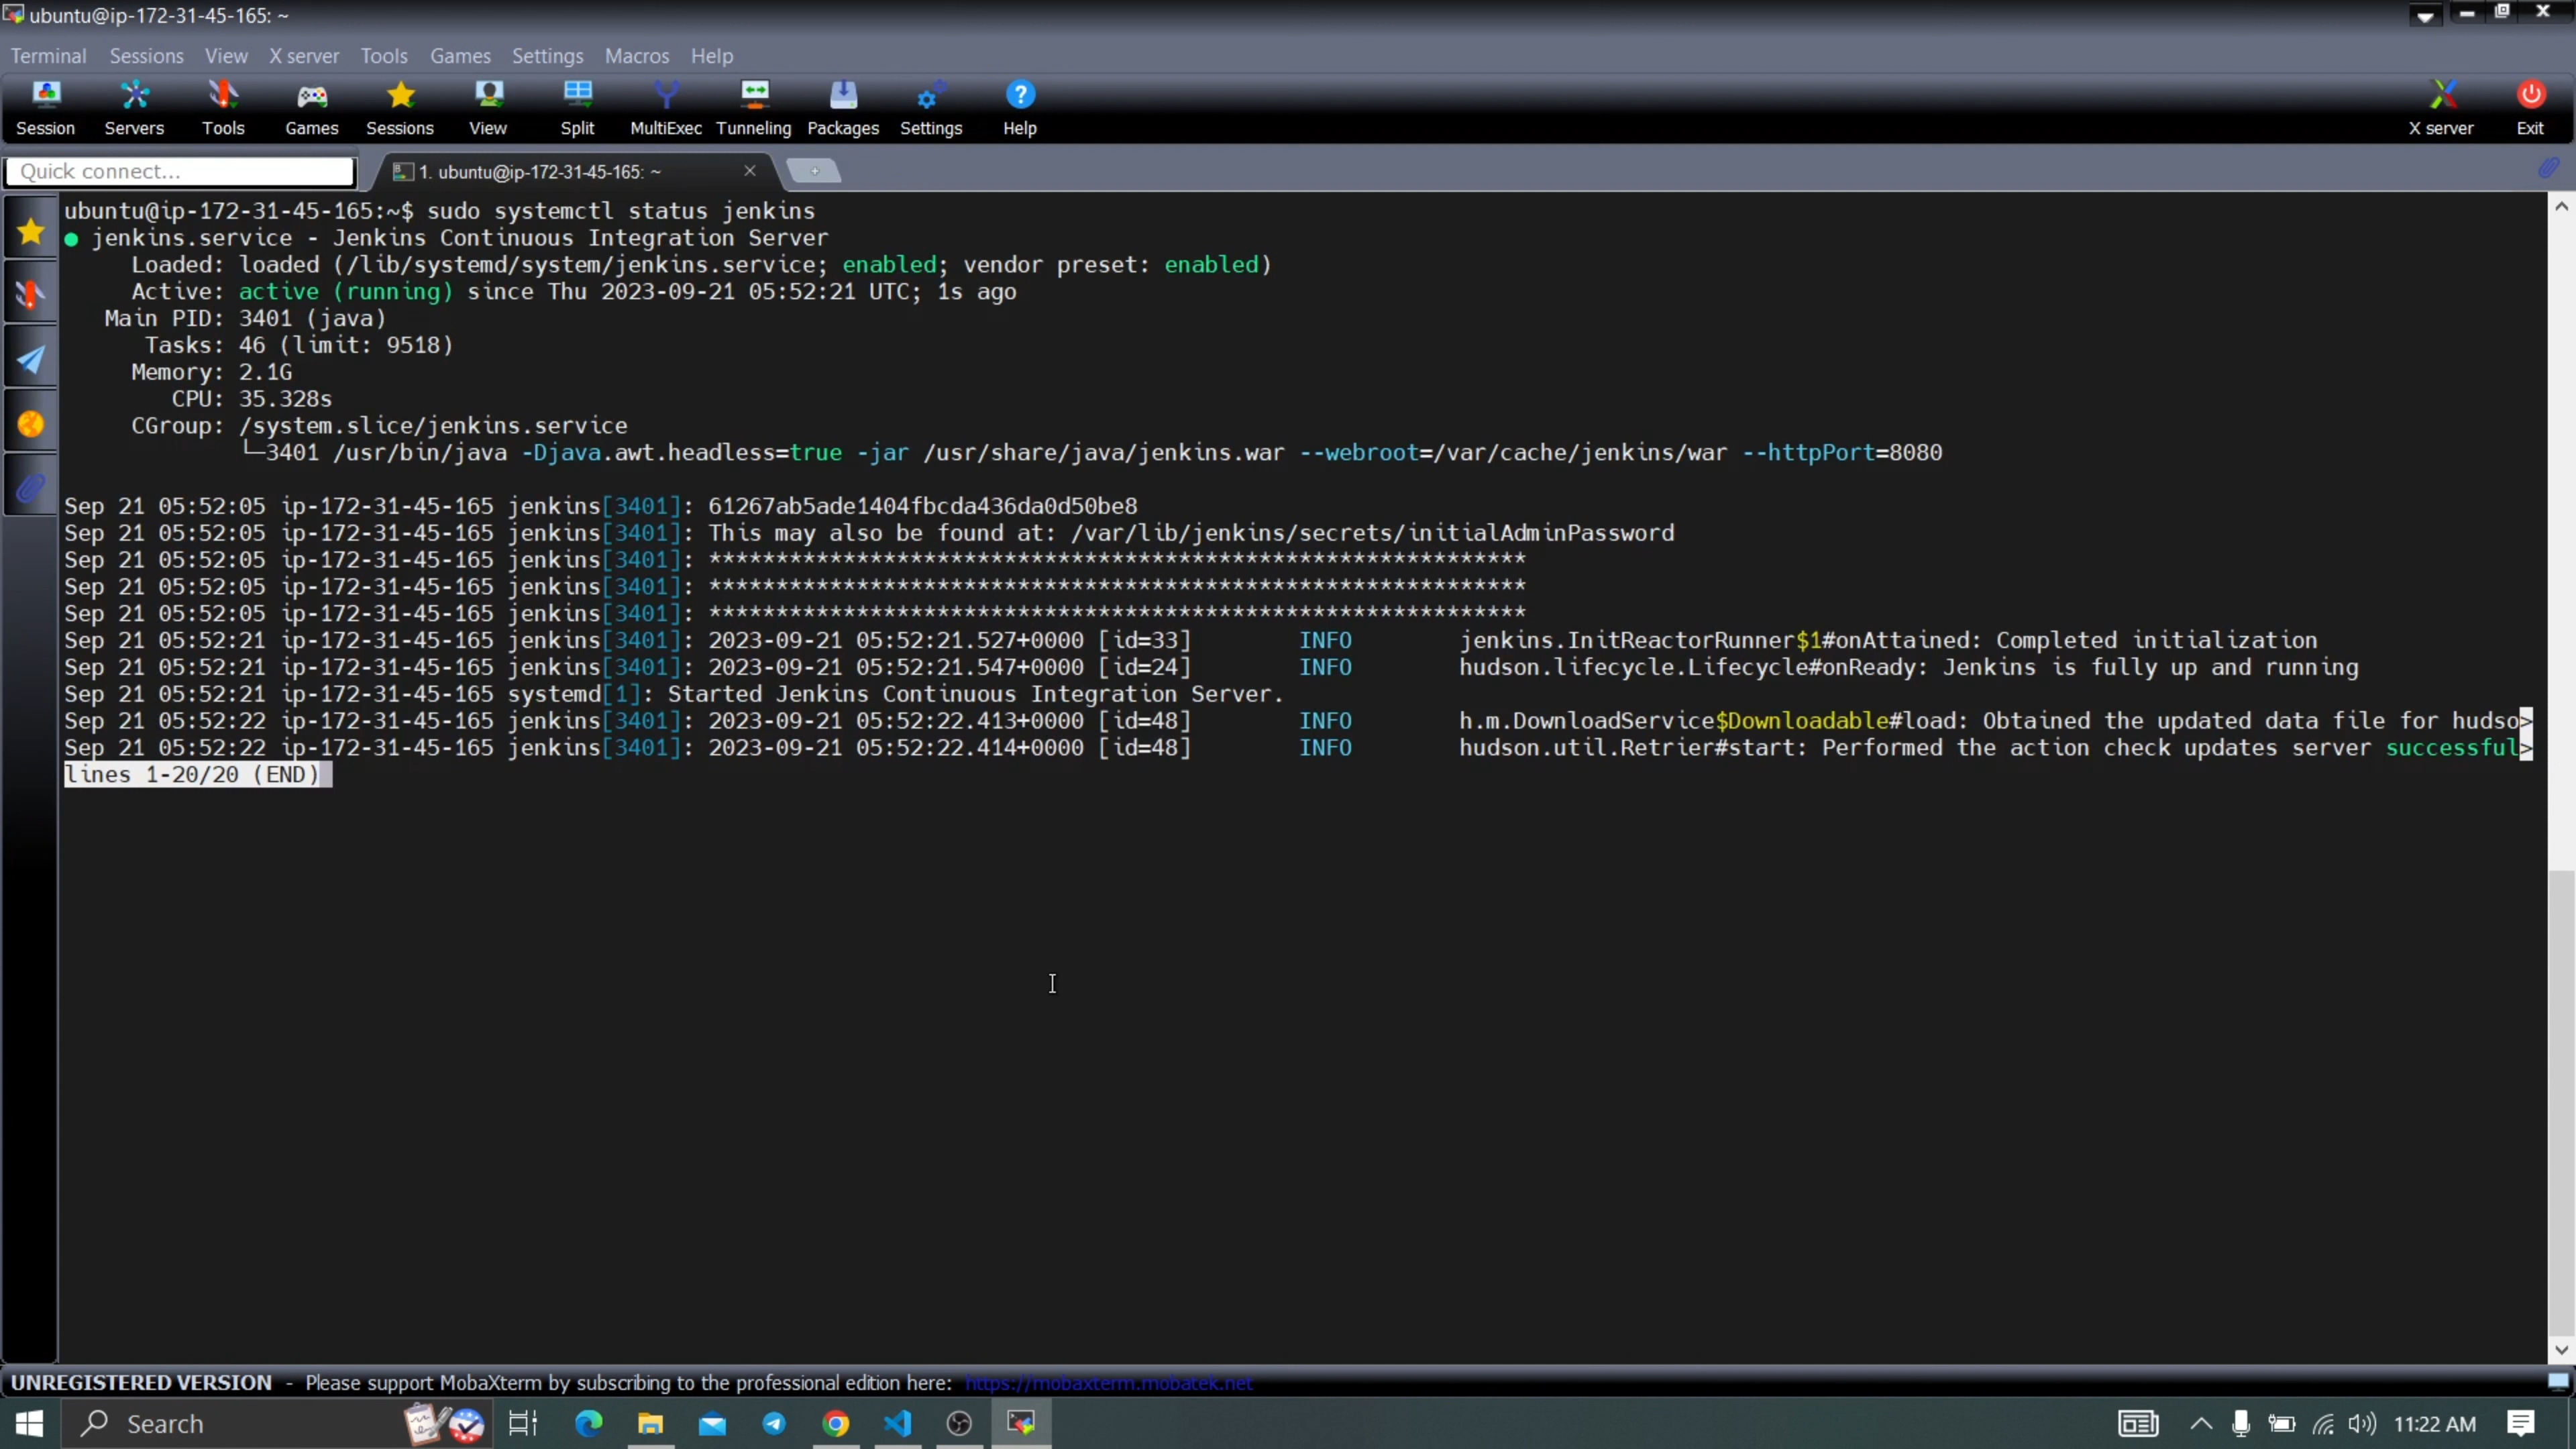 ubuntu@ip-172-31-45-165: ~
Terminal Sessions View X server Tools Games Settings Macros Help
Session Servers Tools Games Sessions View Split MultiExec Tunneling Packages Settings Help X server Exit
Quick connect...
1. ubuntu@ip-172-31-45-165: ~
ubuntu@ip-172-31-45-165:~$ sudo systemctl status jenkins
● jenkins.service - Jenkins Continuous Integration Server
Loaded: loaded (/lib/systemd/system/jenkins.service; enabled; vendor preset: enabled)
Active: active (running) since Thu 2023-09-21 05:52:21 UTC; 1s ago
Main PID: 3401 (java)
Tasks: 46 (limit: 9518)
Memory: 2.1G
CPU: 35.328s
CGroup: /system.slice/jenkins.service
└─3401 /usr/bin/java -Djava.awt.headless=true -jar /usr/share/java/jenkins.war --webroot=/var/cache/jenkins/war --httpPort=8080
Sep 21 05:52:05 ip-172-31-45-165 jenkins[3401]: 61267ab5ade1404fbcda436da0d50be8
Sep 21 05:52:05 ip-172-31-45-165 jenkins[3401]: This may also be found at: /var/lib/jenkins/secrets/initialAdminPassword
Sep 21 05:52:05 ip-172-31-45-165 jenkins[3401]: *************************************************************
Sep 21 05:52:05 ip-172-31-45-165 jenkins[3401]: *************************************************************
Sep 21 05:52:05 ip-172-31-45-165 jenkins[3401]: *************************************************************
Sep 21 05:52:21 ip-172-31-45-165 jenkins[3401]: 2023-09-21 05:52:21.527+0000 [id=33] INFO jenkins.InitReactorRunner$1#onAttained: Completed initialization
Sep 21 05:52:21 ip-172-31-45-165 jenkins[3401]: 2023-09-21 05:52:21.547+0000 [id=24] INFO hudson.lifecycle.Lifecycle#onReady: Jenkins is fully up and running
Sep 21 05:52:21 ip-172-31-45-165 systemd[1]: Started Jenkins Continuous Integration Server.
Sep 21 05:52:22 ip-172-31-45-165 jenkins[3401]: 2023-09-21 05:52:22.413+0000 [id=48] INFO h.m.DownloadService$Downloadable#load: Obtained the updated data file for hudso>
Sep 21 05:52:22 ip-172-31-45-165 jenkins[3401]: 2023-09-21 05:52:22.414+0000 [id=48] INFO hudson.util.Retrier#start: Performed the action check updates server successful>
lines 1-20/20 (END)
UNREGISTERED VERSION - Please support MobaXterm by subscribing to the professional edition here: https://mobaxterm.mobatek.net
Search
11:22 AM